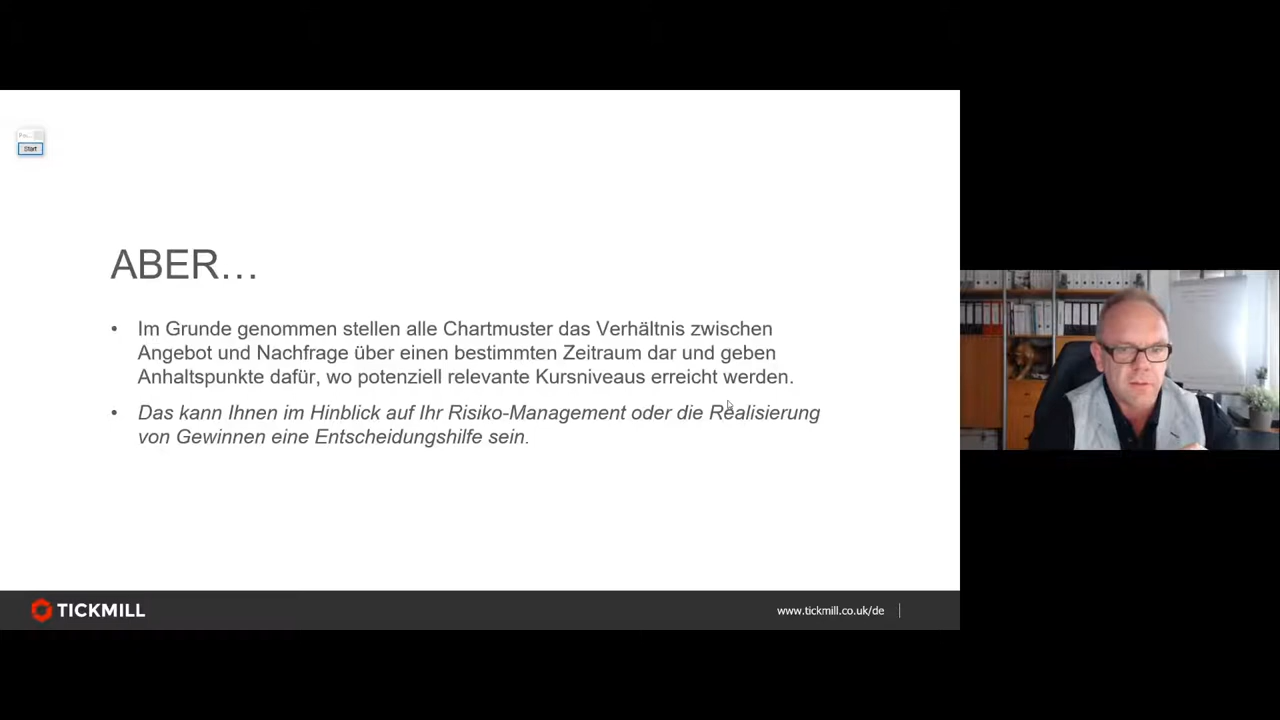 Start
ABER…
• Im Grunde genommen stellen alle Chartmuster das Verhältnis zwischen
Angebot und Nachfrage über einen bestimmten Zeitraum dar und geben
Anhaltspunkte dafür, wo potenziell relevante Kursniveaus erreicht werden.
• Das kann Ihnen im Hinblick auf Ihr Risiko-Management oder die Realisierung
von Gewinnen eine Entscheidungshilfe sein.
TICKMILL
www.tickmill.co.uk/de